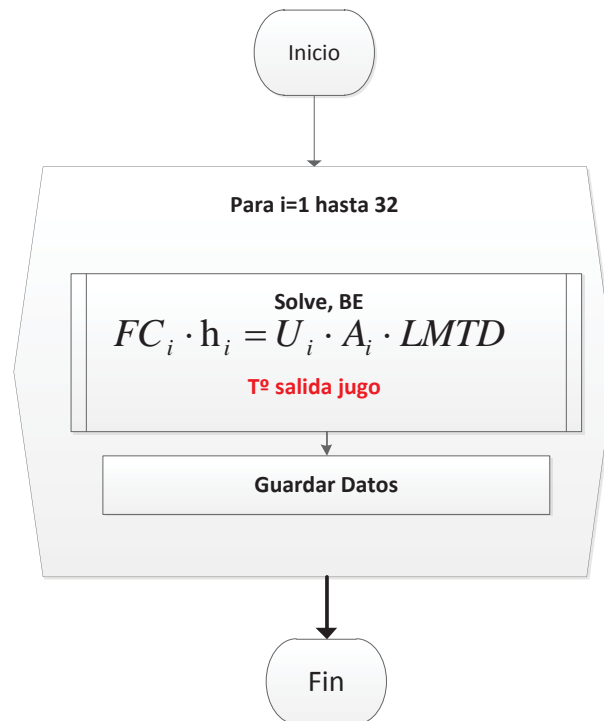 Inicio
Para i=1 hasta 32
Solve, BE
FC_i · h_i = U_i · A_i · LMTD
Tº salida jugo
Guardar Datos
Fin